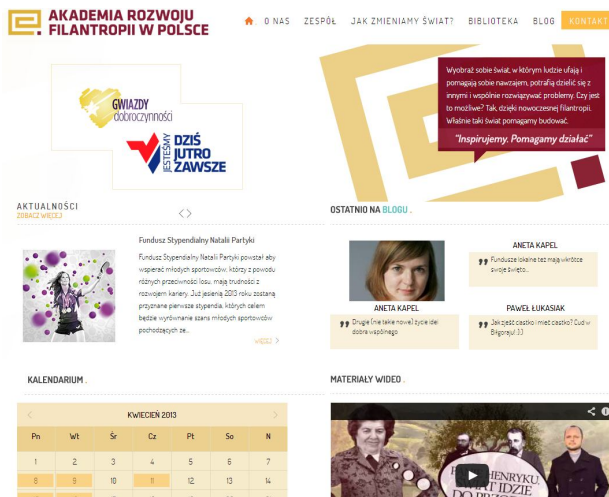 AKADEMIA ROZWOJU
FILANTROPII W POLSCE
O NAS ZESPÓŁ JAK ZMIENIAMY ŚWIAT? BIBLIOTEKA BLOG KONTAKT
GWIAZDY
dobroczynności
JESTEŚMY
DZIŚ
JUTRO
ZAWSZE
Wyobraź sobie świat, w którym ludzie ufają i
pomagają sobie nawzajem, potrafią dzielić się z
innymi i wspólnie rozwiązywać problemy. Czy jest
to możliwe? Tak, dzięki nowoczesnej filantropii.
Właśnie taki świat pomagamy budować.
"Inspirujemy. Pomagamy działać"
AKTUALNOŚCI
ZOBACZ WIĘCEJ
Fundusz Stypendialny Natalii Partyki
Fundusz Stypendialny Natalii Partyki powstał aby
wspierać młodych sportowców, którzy z powodu
różnych przeciwności losu, mają trudności z
rozwojem kariery. Już jesienią 2013 roku zostaną
przyznane pierwsze stypendia, których celem
będzie wyrównanie szans młodych sportowców
pochodzących ze...
WIĘCEJ >
OSTATNIO NA BLOGU .
ANETA KAPEL
Drugie (nie takie nowe) życie idei
dobra wspólnego
ANETA KAPEL
Fundusze lokalne też mają wkrótce
swoje święto...
PAWEŁ ŁUKASIAK
Jak zjeść ciastko i mieć ciastko? Cud w
Biłgoraju! :)
KALENDARIUM .
KWIECIEŃ 2013
Pn Wt Śr Cz Pt So N
1 2 3 4 5 6 7
8 9 10 11 12 13 14
MATERIAŁY WIDEO .
HENRYKU,
ŚWIAT IDZIE
DO